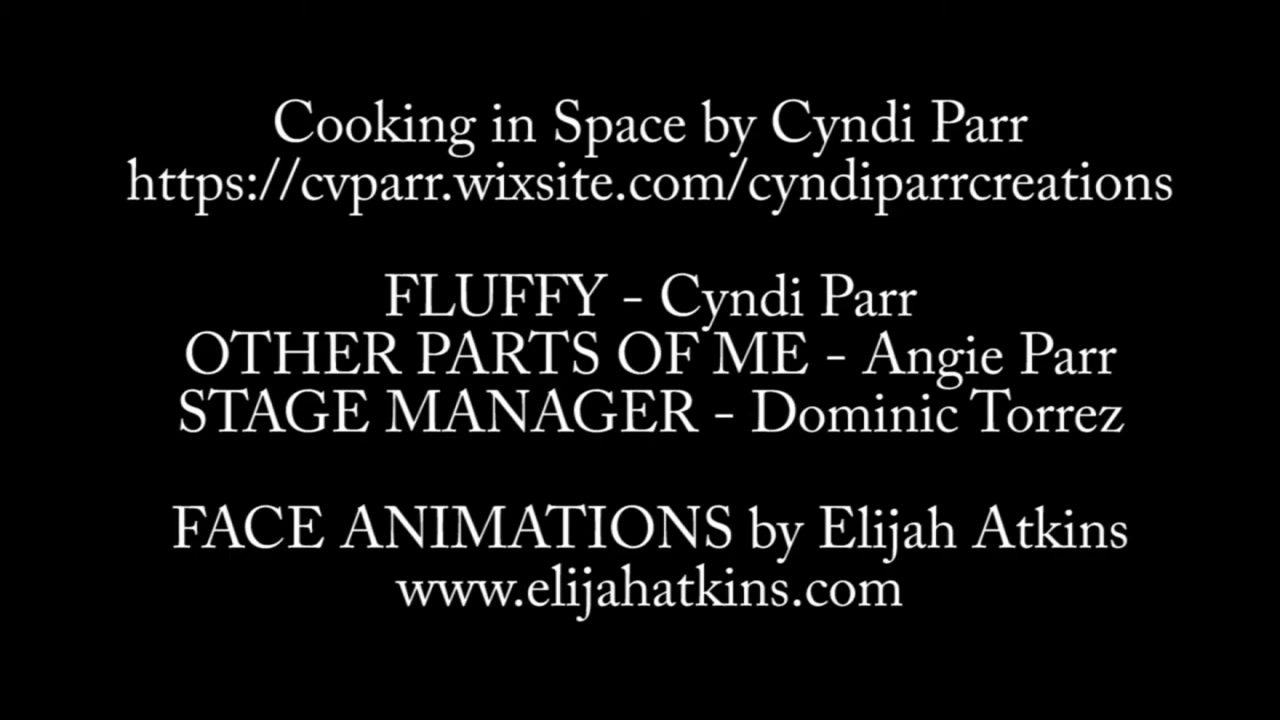 Cooking in Space by Cyndi Parr
https://cvparr.wixsite.com/cyndiparrcreations
FLUFFY - Cyndi Parr
OTHER PARTS OF ME - Angie Parr
STAGE MANAGER - Dominic Torrez
FACE ANIMATIONS by Elijah Atkins
www.elijahatkins.com